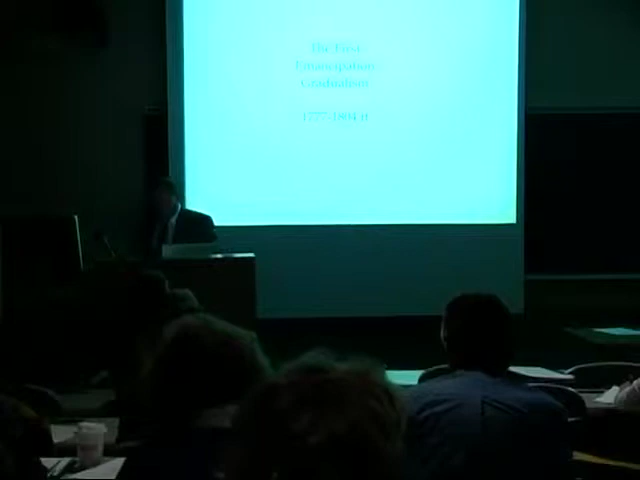 The First
Emancipation:
Gradualism
1777-1804 ff